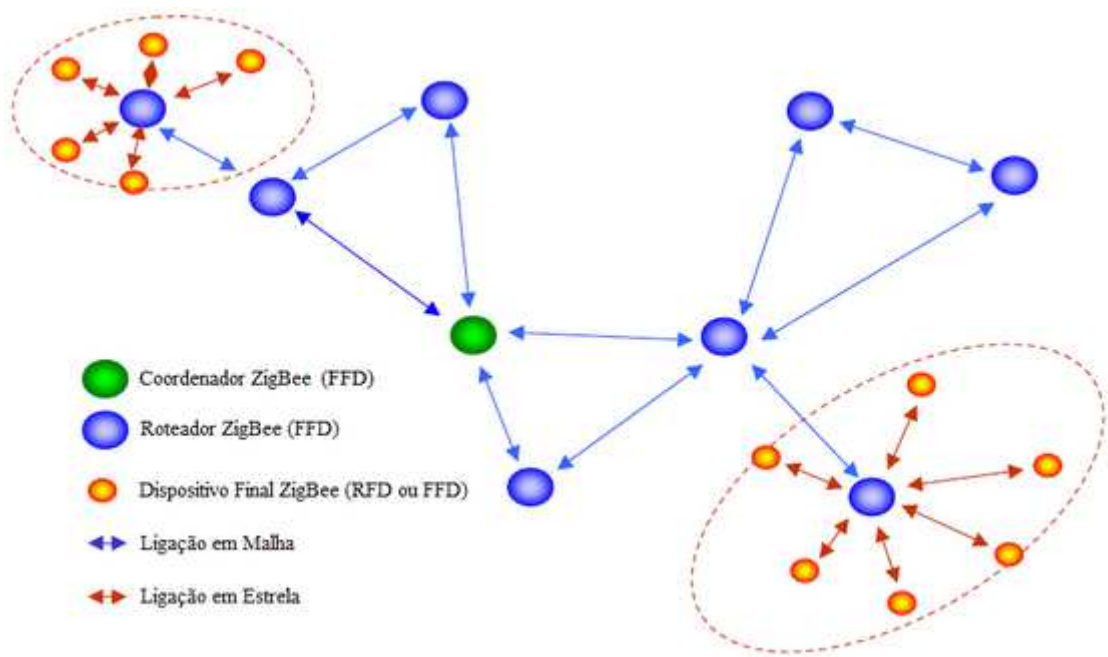 Coordenador ZigBee (FFD)
Roteador ZigBee (FFD)
Dispositivo Final ZigBee (RFD ou FFD)
Ligação em Malha
Ligação em Estrela